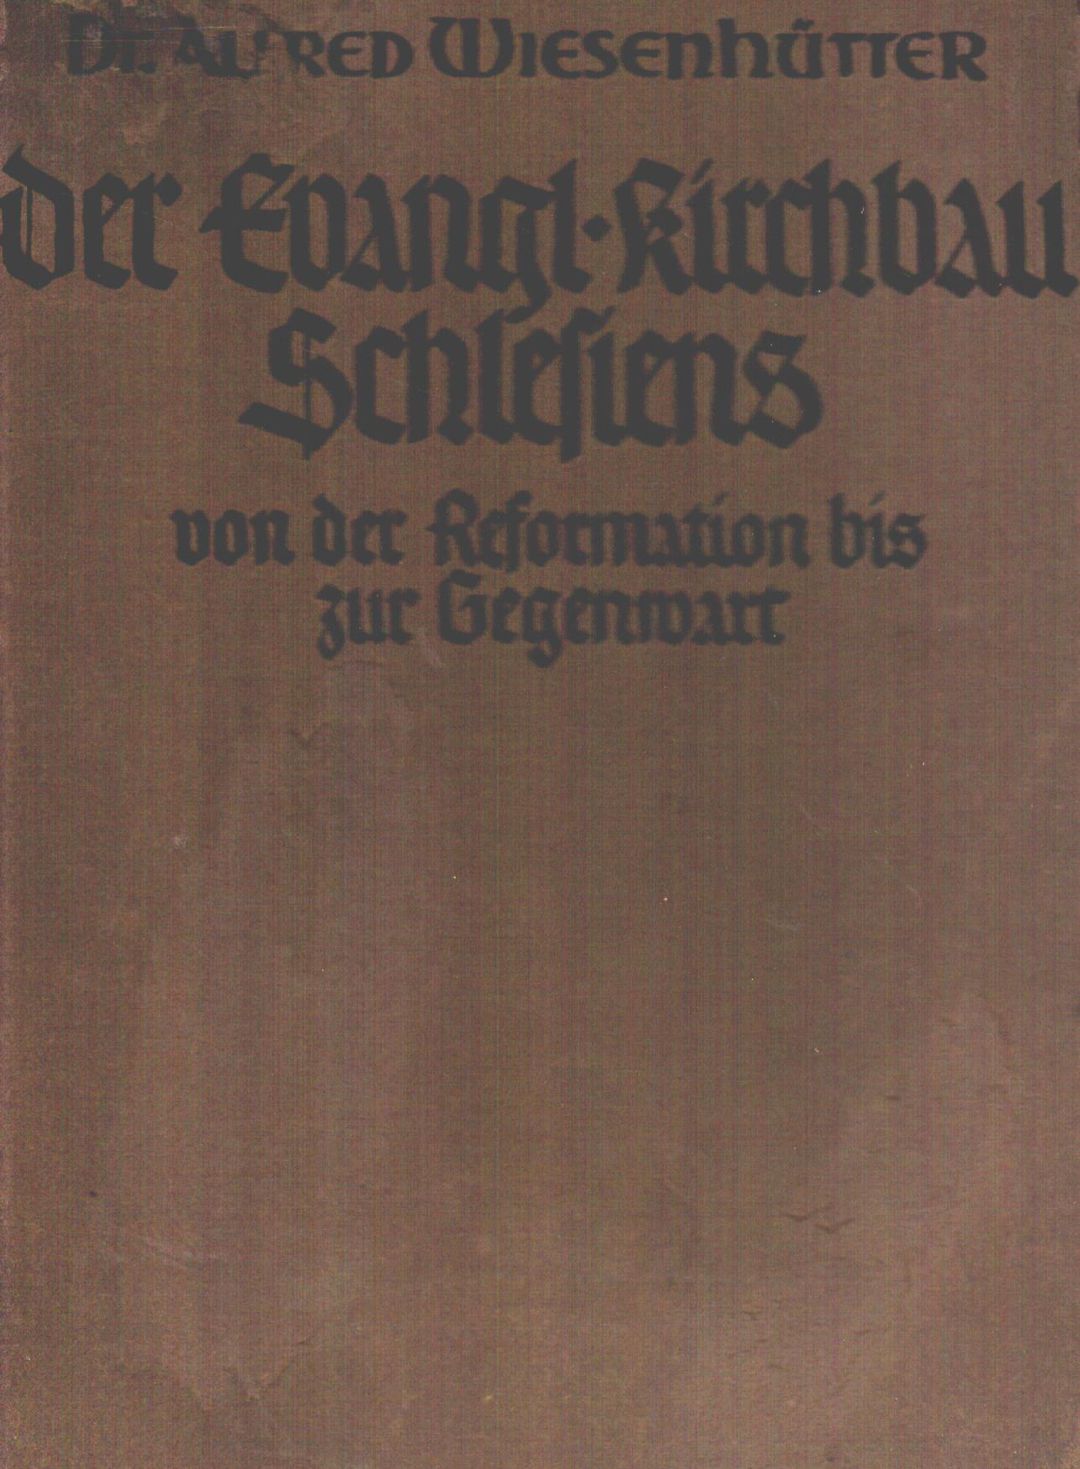 Dr. ALFRED WIESENHÜTTER
Der Evangl. Kirchbau
Schlesiens
von der Reformation bis
zur Gegenwart